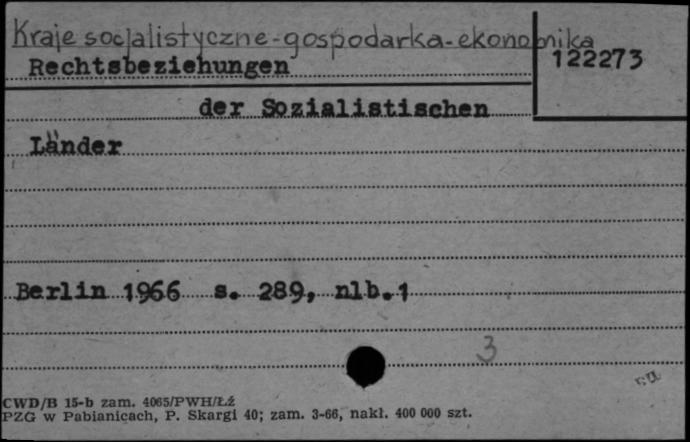 Kraje socjalistyczne-gospodarka-ekonomika
122273
Rechtsbeziehungen
der Sozialistischen
Länder
Berlin 1966 s. 289, nlb.1
3
CWD/B 15-b zam. 4065/PWH/Łź
PZG w Pabianicach, P. Skargi 40; zam. 3-66, nakł. 400 000 szt.